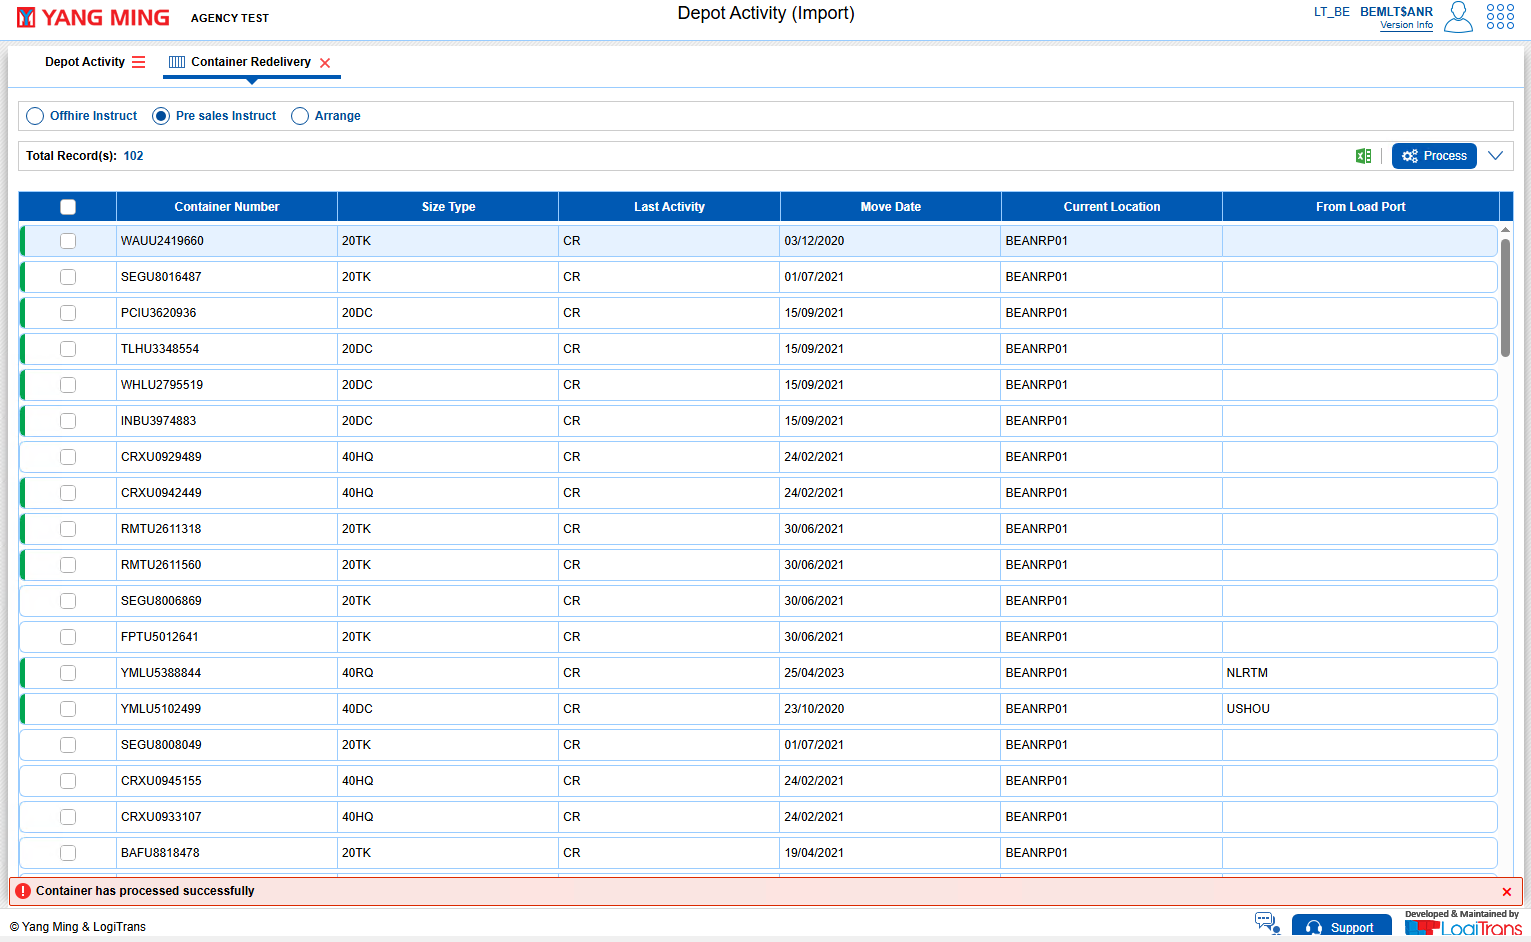 YANG MING AGENCY TEST
Depot Activity (Import)
LT_BE BEMLT$ANR
Version Info
Depot Activity
Container Redelivery
Offhire Instruct Pre sales Instruct Arrange
Total Record(s): 102
Process
Container Number Size Type Last Activity Move Date Current Location From Load Port
WAUU2419660 20TK CR 03/12/2020 BEANRP01
SEGU8016487 20TK CR 01/07/2021 BEANRP01
PCIU3620936 20DC CR 15/09/2021 BEANRP01
TLHU3348554 20DC CR 15/09/2021 BEANRP01
WHLU2795519 20DC CR 15/09/2021 BEANRP01
INBU3974883 20DC CR 15/09/2021 BEANRP01
CRXU0929489 40HQ CR 24/02/2021 BEANRP01
CRXU0942449 40HQ CR 24/02/2021 BEANRP01
RMTU2611318 20TK CR 30/06/2021 BEANRP01
RMTU2611560 20TK CR 30/06/2021 BEANRP01
SEGU8006869 20TK CR 30/06/2021 BEANRP01
FPTU5012641 20TK CR 30/06/2021 BEANRP01
YMLU5388844 40RQ CR 25/04/2023 BEANRP01 NLRTM
YMLU5102499 40DC CR 23/10/2020 BEANRP01 USHOU
SEGU8008049 20TK CR 01/07/2021 BEANRP01
CRXU0945155 40HQ CR 24/02/2021 BEANRP01
CRXU0933107 40HQ CR 24/02/2021 BEANRP01
BAFU8818478 20TK CR 19/04/2021 BEANRP01
Container has processed successfully
© Yang Ming & LogiTrans
Support
Developed & Maintained by
LogiTrans